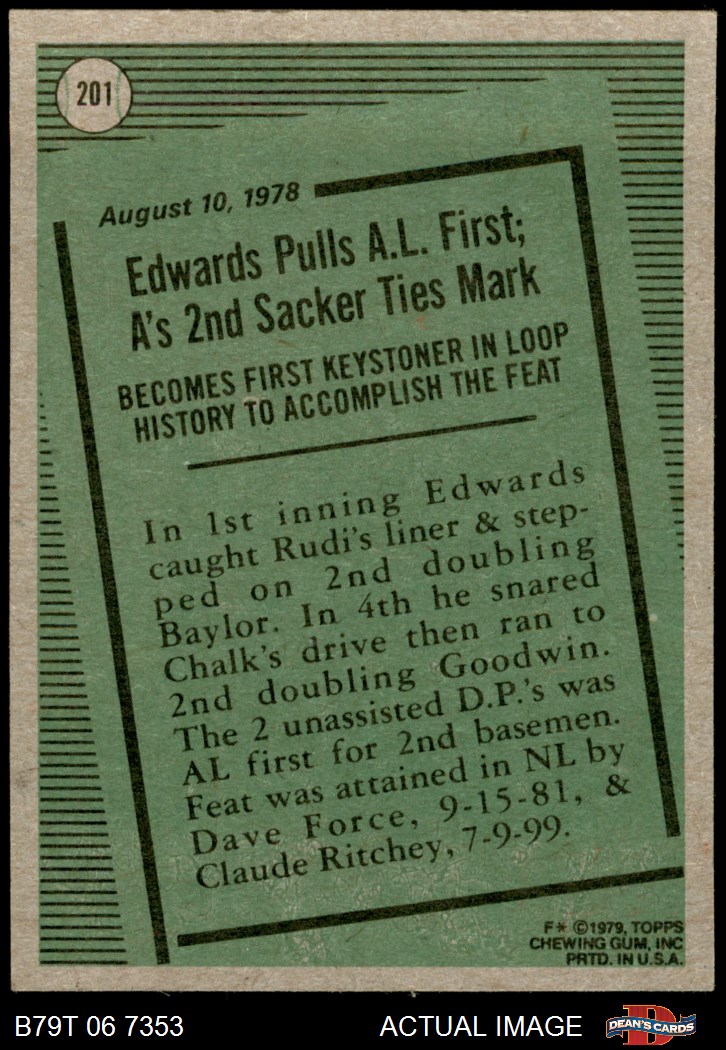 201
August 10, 1978
Edwards Pulls A.L. First;
A's 2nd Sacker Ties Mark
BECOMES FIRST KEYSTONER IN LOOP
HISTORY TO ACCOMPLISH THE FEAT
In 1st inning Edwards
caught Rudi's liner & step-
ped on 2nd doubling
Baylor. In 4th he snared
Chalk's drive then ran to
2nd doubling Goodwin.
The 2 unassisted D.P.'s was
AL first for 2nd basemen.
Feat was attained in NL by
Dave Force, 9-15-81, &
Claude Ritchey, 7-9-99.
F* ©1979, TOPPS
CHEWING GUM, INC
PRTD. IN U.S.A.
B79T 06 7353
ACTUAL IMAGE
D
DEAN'S CARDS